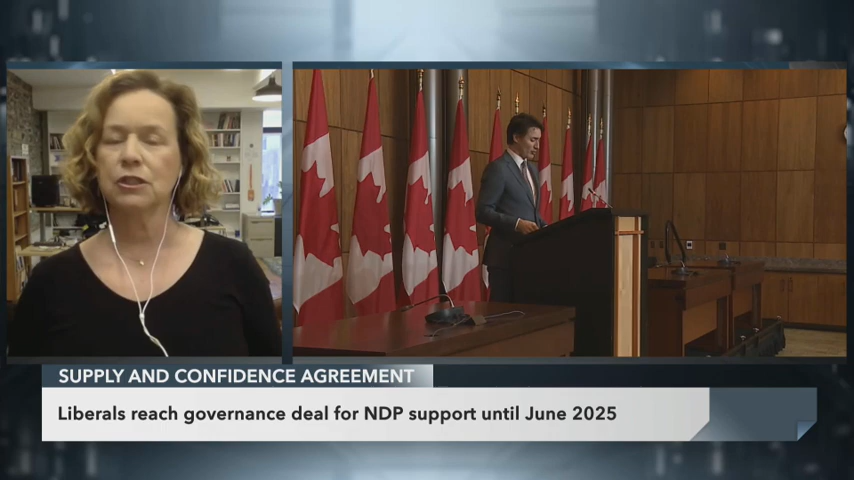 SUPPLY AND CONFIDENCE AGREEMENT
Liberals reach governance deal for NDP support until June 2025